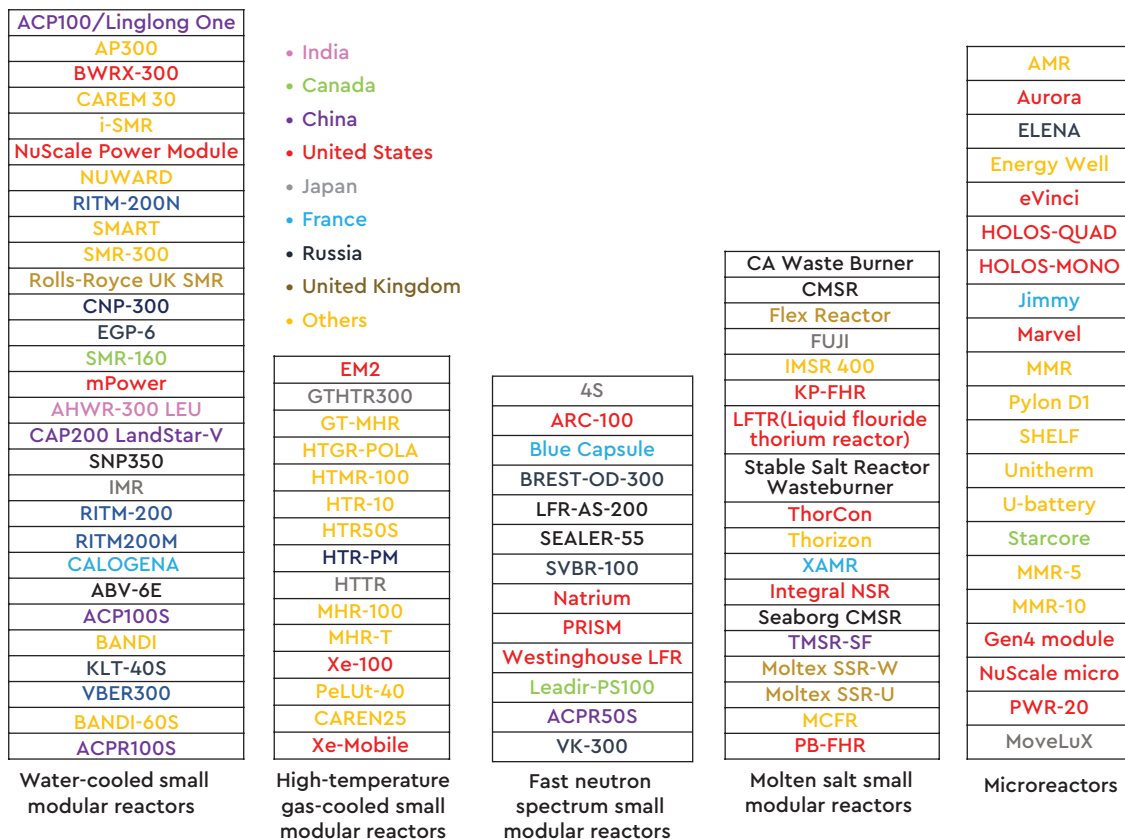 ACP100/Linglong One
AP300
BWRX-300
CAREM 30
i-SMR
NuScale Power Module
NUWARD
RITM-200N
SMART
SMR-300
Rolls-Royce UK SMR
CNP-300
EGP-6
SMR-160
mPower
AHWR-300 LEU
CAP200 LandStar-V
SNP350
IMR
RITM-200
RITM200M
CALOGENA
ABV-6E
ACP100S
BANDI
KLT-40S
VBER300
BANDI-60S
ACPR100S
Water-cooled small
modular reactors
• India
• Canada
• China
• United States
• Japan
• France
• Russia
• United Kingdom
• Others
EM2
GTHTR300
GT-MHR
HTGR-POLA
HTMR-100
HTR-10
HTR50S
HTR-PM
HTTR
MHR-100
MHR-T
Xe-100
PeLUt-40
CAREN25
Xe-Mobile
High-temperature
gas-cooled small
modular reactors
4S
ARC-100
Blue Capsule
BREST-OD-300
LFR-AS-200
SEALER-55
SVBR-100
Natrium
PRISM
Westinghouse LFR
Leadir-PS100
ACPR50S
VK-300
Fast neutron
spectrum small
modular reactors
CA Waste Burner
CMSR
Flex Reactor
FUJI
IMSR 400
KP-FHR
LFTR(Liquid flouride
thorium reactor)
Stable Salt Reactor
Wasteburner
ThorCon
Thorizon
XAMR
Integral NSR
Seaborg CMSR
TMSR-SF
Moltex SSR-W
Moltex SSR-U
MCFR
PB-FHR
Molten salt small
modular reactors
AMR
Aurora
ELENA
Energy Well
eVinci
HOLOS-QUAD
HOLOS-MONO
Jimmy
Marvel
MMR
Pylon D1
SHELF
Unitherm
U-battery
Starcore
MMR-5
MMR-10
Gen4 module
NuScale micro
PWR-20
MoveLuX
Microreactors